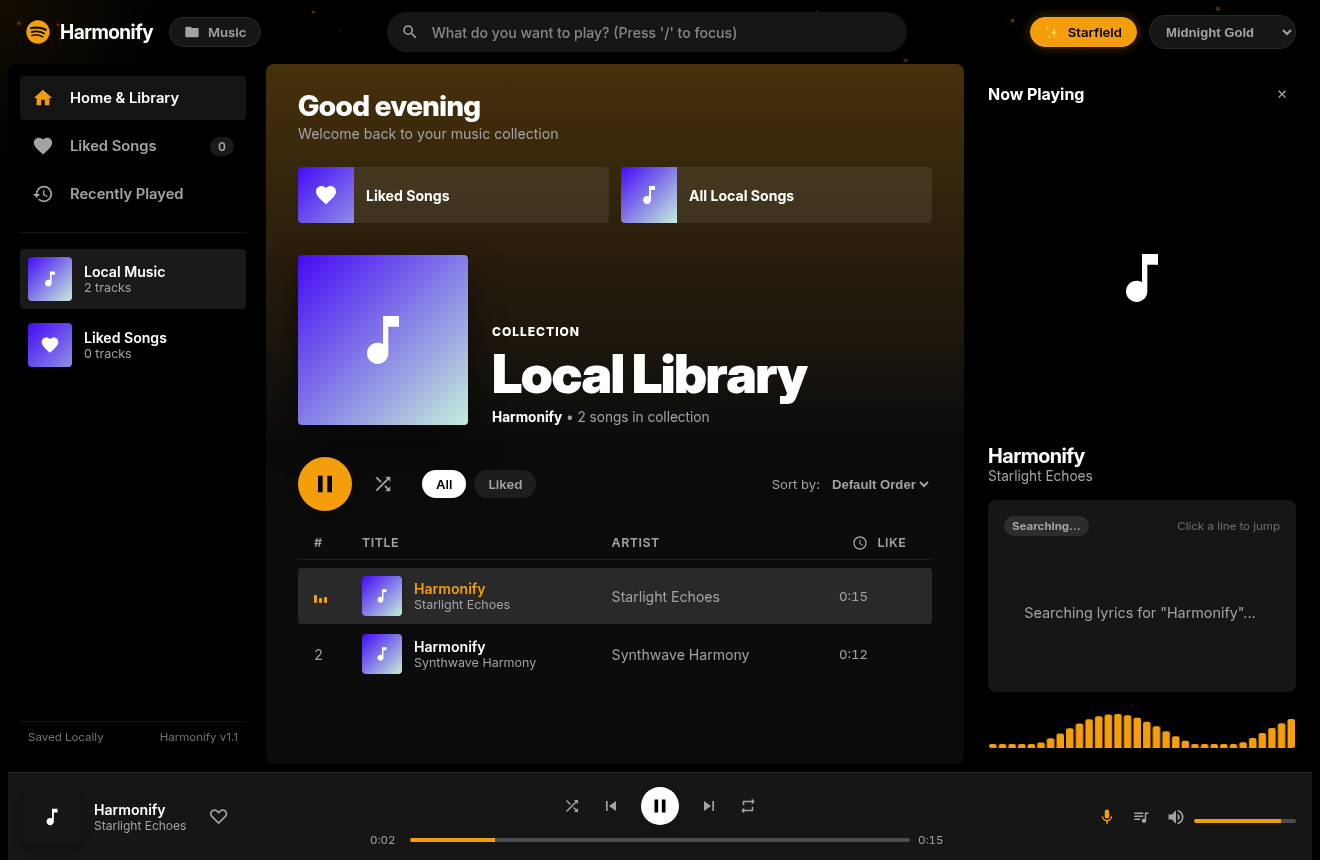 Harmonify
Music
What do you want to play? (Press '/' to focus)
✨ Starfield
Midnight Gold
Home & Library
Liked Songs
0
Recently Played
Local Music
2 tracks
Liked Songs
0 tracks
Saved Locally
Harmonify v1.1
Good evening
Welcome back to your music collection
Liked Songs
All Local Songs
COLLECTION
Local Library
Harmonify • 2 songs in collection
All
Liked
Sort by:
Default Order
# TITLE ARTIST LIKE
Harmonify
Starlight Echoes
Starlight Echoes
0:15
2
Harmonify
Synthwave Harmony
Synthwave Harmony
0:12
Now Playing
✕
Harmonify
Starlight Echoes
Searching...
Click a line to jump
Searching lyrics for "Harmonify"...
Harmonify
Starlight Echoes
0:02
0:15